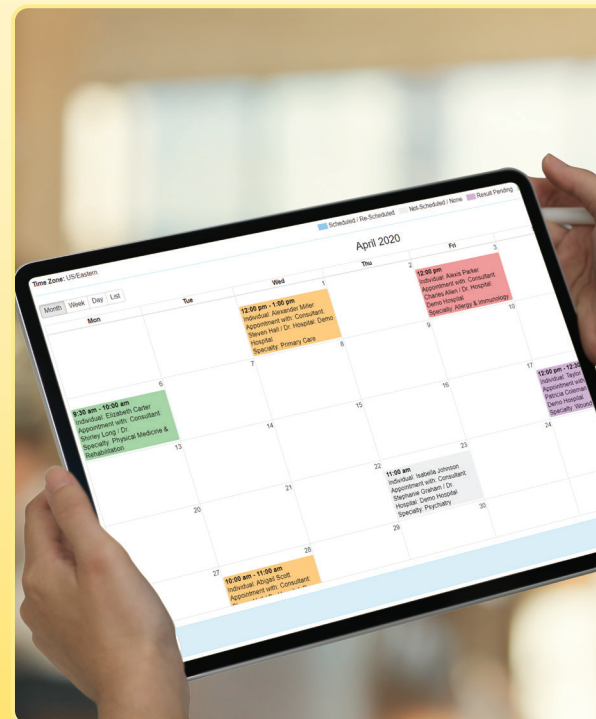 Time Zone: US/Eastern
Scheduled / Re-Scheduled
Not-Scheduled / None
Result Pending
Month
Week
Day
List
April 2020
Mon
Tue
Wed
Thu
Fri
1
12:00 pm - 1:00 pm
Individual: Alexander Miller
Appointment with: Consultant:
Steven Hall / Dr. Hospital: Demo
Hospital
Specialty: Primary Care
2
3
12:00 pm
Individual: Alexis Parker
Appointment with: Consultant:
Charles Allen / Dr. Hospital:
Demo Hospital
Specialty: Allergy & Immunology
6
9:30 am - 10:00 am
Individual: Elizabeth Carter
Appointment with: Consultant:
Shirley Long / Dr.
Specialty: Physical Medicine &
Rehabilitation
7
8
9
10
13
14
15
16
17
12:00 pm - 12:30
Individual: Taylor
Appointment with
Patricia Coleman
Demo Hospital
Specialty: Wound
20
21
22
23
11:00 am
Individual: Isabella Johnson
Appointment with: Consultant:
Stephanie Graham / Dr.
Hospital: Demo Hospital
Specialty: Psychiatry
24
27
28
10:00 am - 11:00 am
Individual: Abigail Scott
Appointment with: Consultant:
29
30